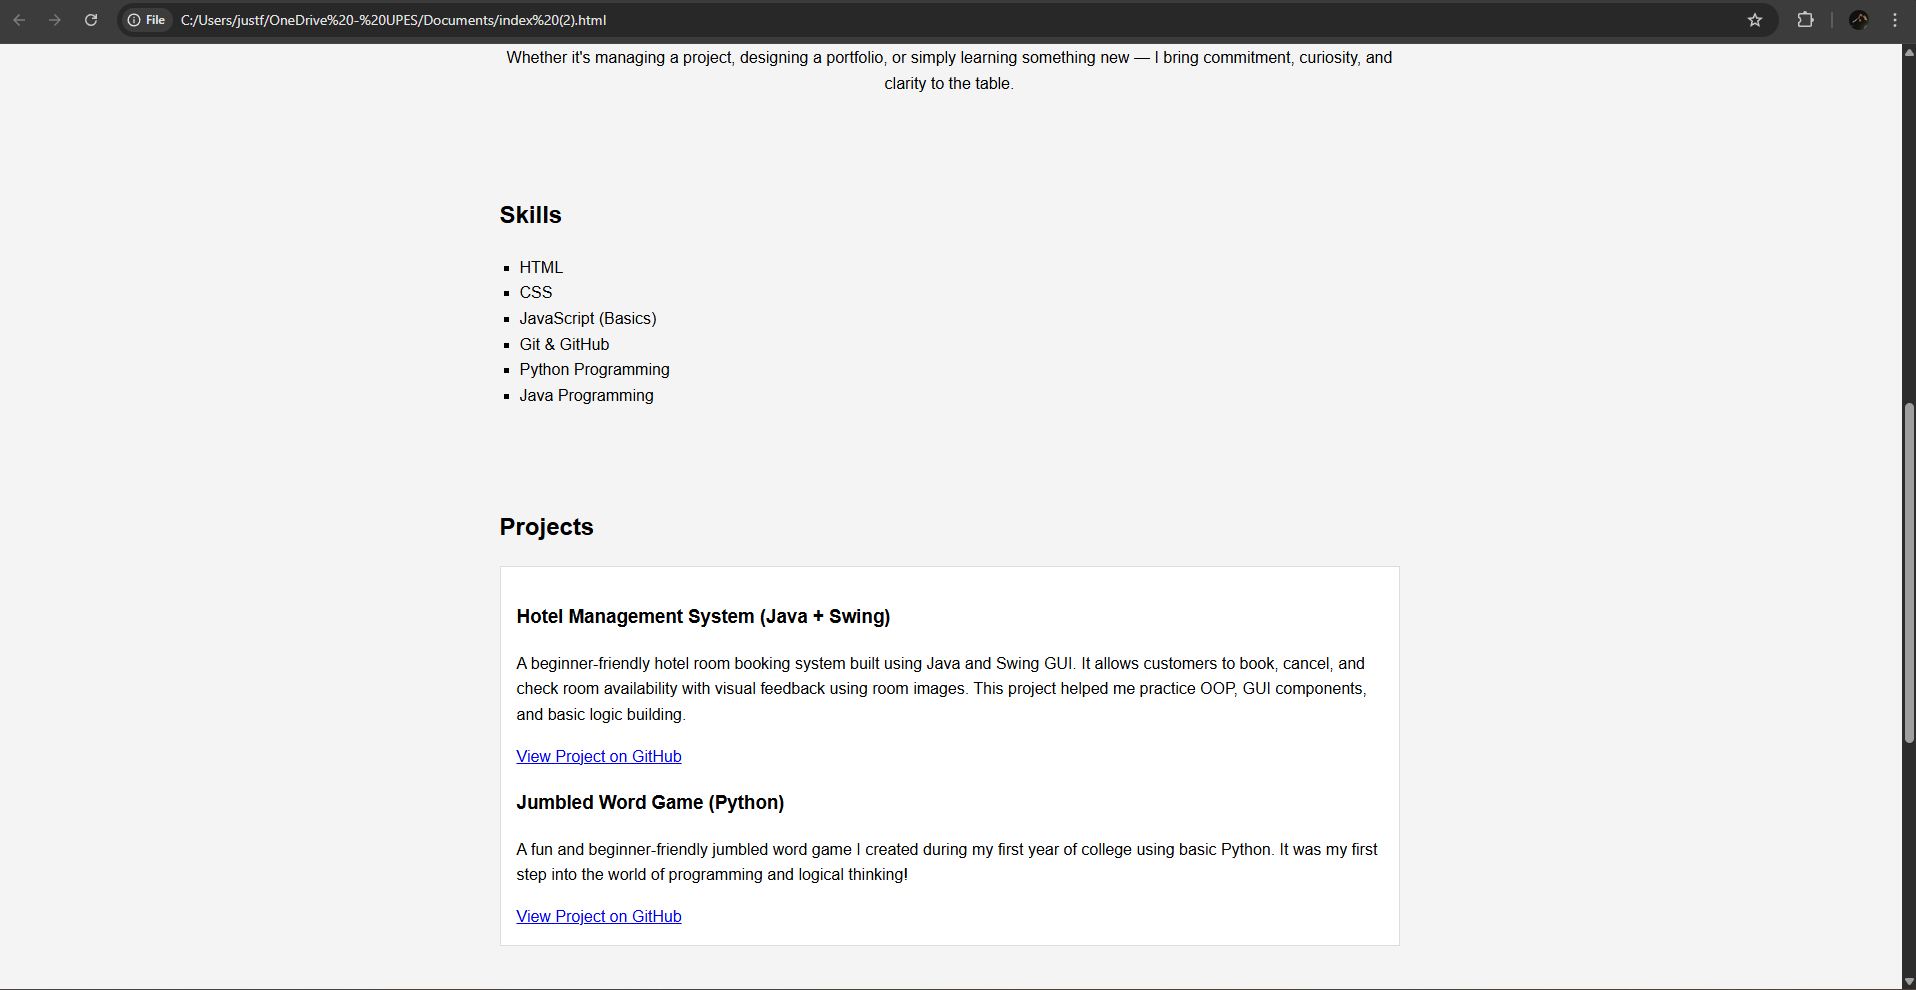 File C:/Users/justf/OneDrive%20-%20UPES/Documents/index%20(2).html
Whether it's managing a project, designing a portfolio, or simply learning something new — I bring commitment, curiosity, and
clarity to the table.
Skills
HTML
CSS
JavaScript (Basics)
Git & GitHub
Python Programming
Java Programming
Projects
Hotel Management System (Java + Swing)
A beginner-friendly hotel room booking system built using Java and Swing GUI. It allows customers to book, cancel, and
check room availability with visual feedback using room images. This project helped me practice OOP, GUI components,
and basic logic building.
View Project on GitHub
Jumbled Word Game (Python)
A fun and beginner-friendly jumbled word game I created during my first year of college using basic Python. It was my first
step into the world of programming and logical thinking!
View Project on GitHub